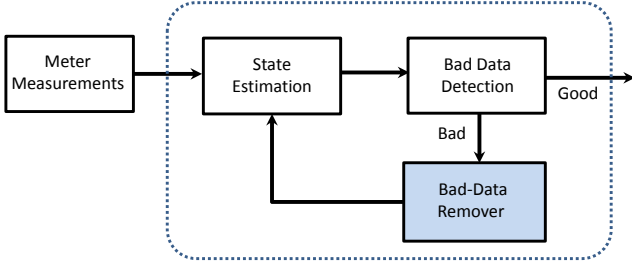 Meter
Measurements
State
Estimation
Bad Data
Detection
Good
Bad
Bad-Data
Remover